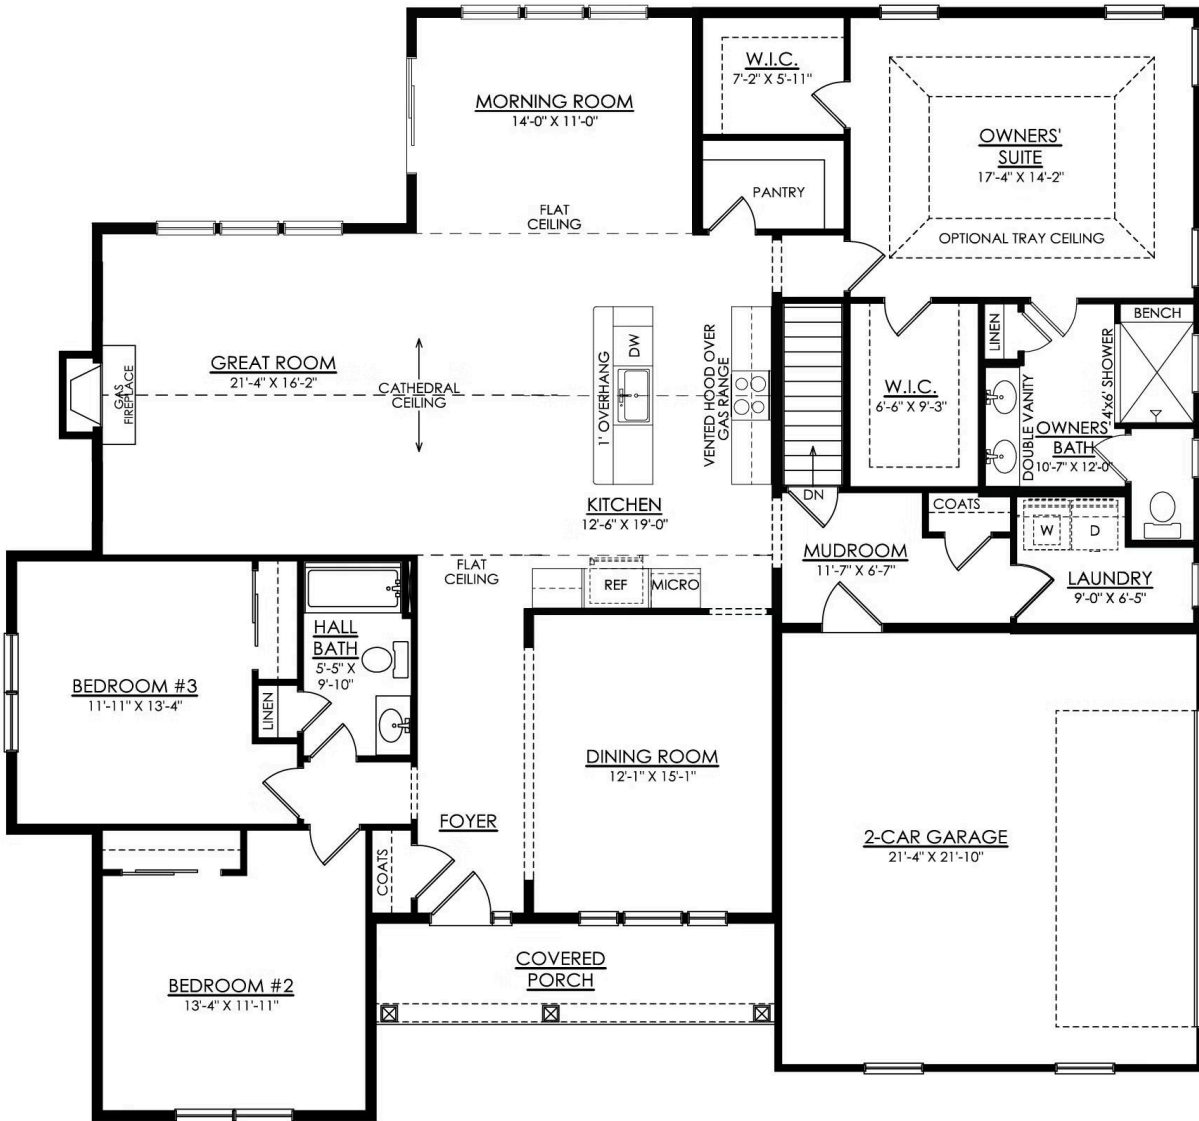 W.I.C.
7'-2" X 5'-11"
MORNING ROOM
14'-0" X 11'-0"
OWNERS'
SUITE
17'-4" X 14'-2"
PANTRY
FLAT
CEILING
OPTIONAL TRAY CEILING
GREAT ROOM
21'-4" X 16'-2"
GAS
FIREPLACE
CATHEDRAL
CEILING
1' OVERHANG
DW
VENTED HOOD OVER
GAS RANGE
LINEN
BENCH
4'x6' SHOWER
W.I.C.
6'-6" X 9'-3"
DOUBLE VANITY
OWNERS'
BATH
10'-7" X 12'-0"
KITCHEN
12'-6" X 19'-0"
DN
COATS
W
D
MUDROOM
11'-7" X 6'-7"
LAUNDRY
9'-0" X 6'-5"
FLAT
CEILING
REF
MICRO
HALL
BATH
5'-5" X
9'-10"
BEDROOM #3
11'-11" X 13'-4"
LINEN
DINING ROOM
12'-1" X 15'-1"
FOYER
2-CAR GARAGE
21'-4" X 21'-10"
COATS
COVERED
PORCH
BEDROOM #2
13'-4" X 11'-11"